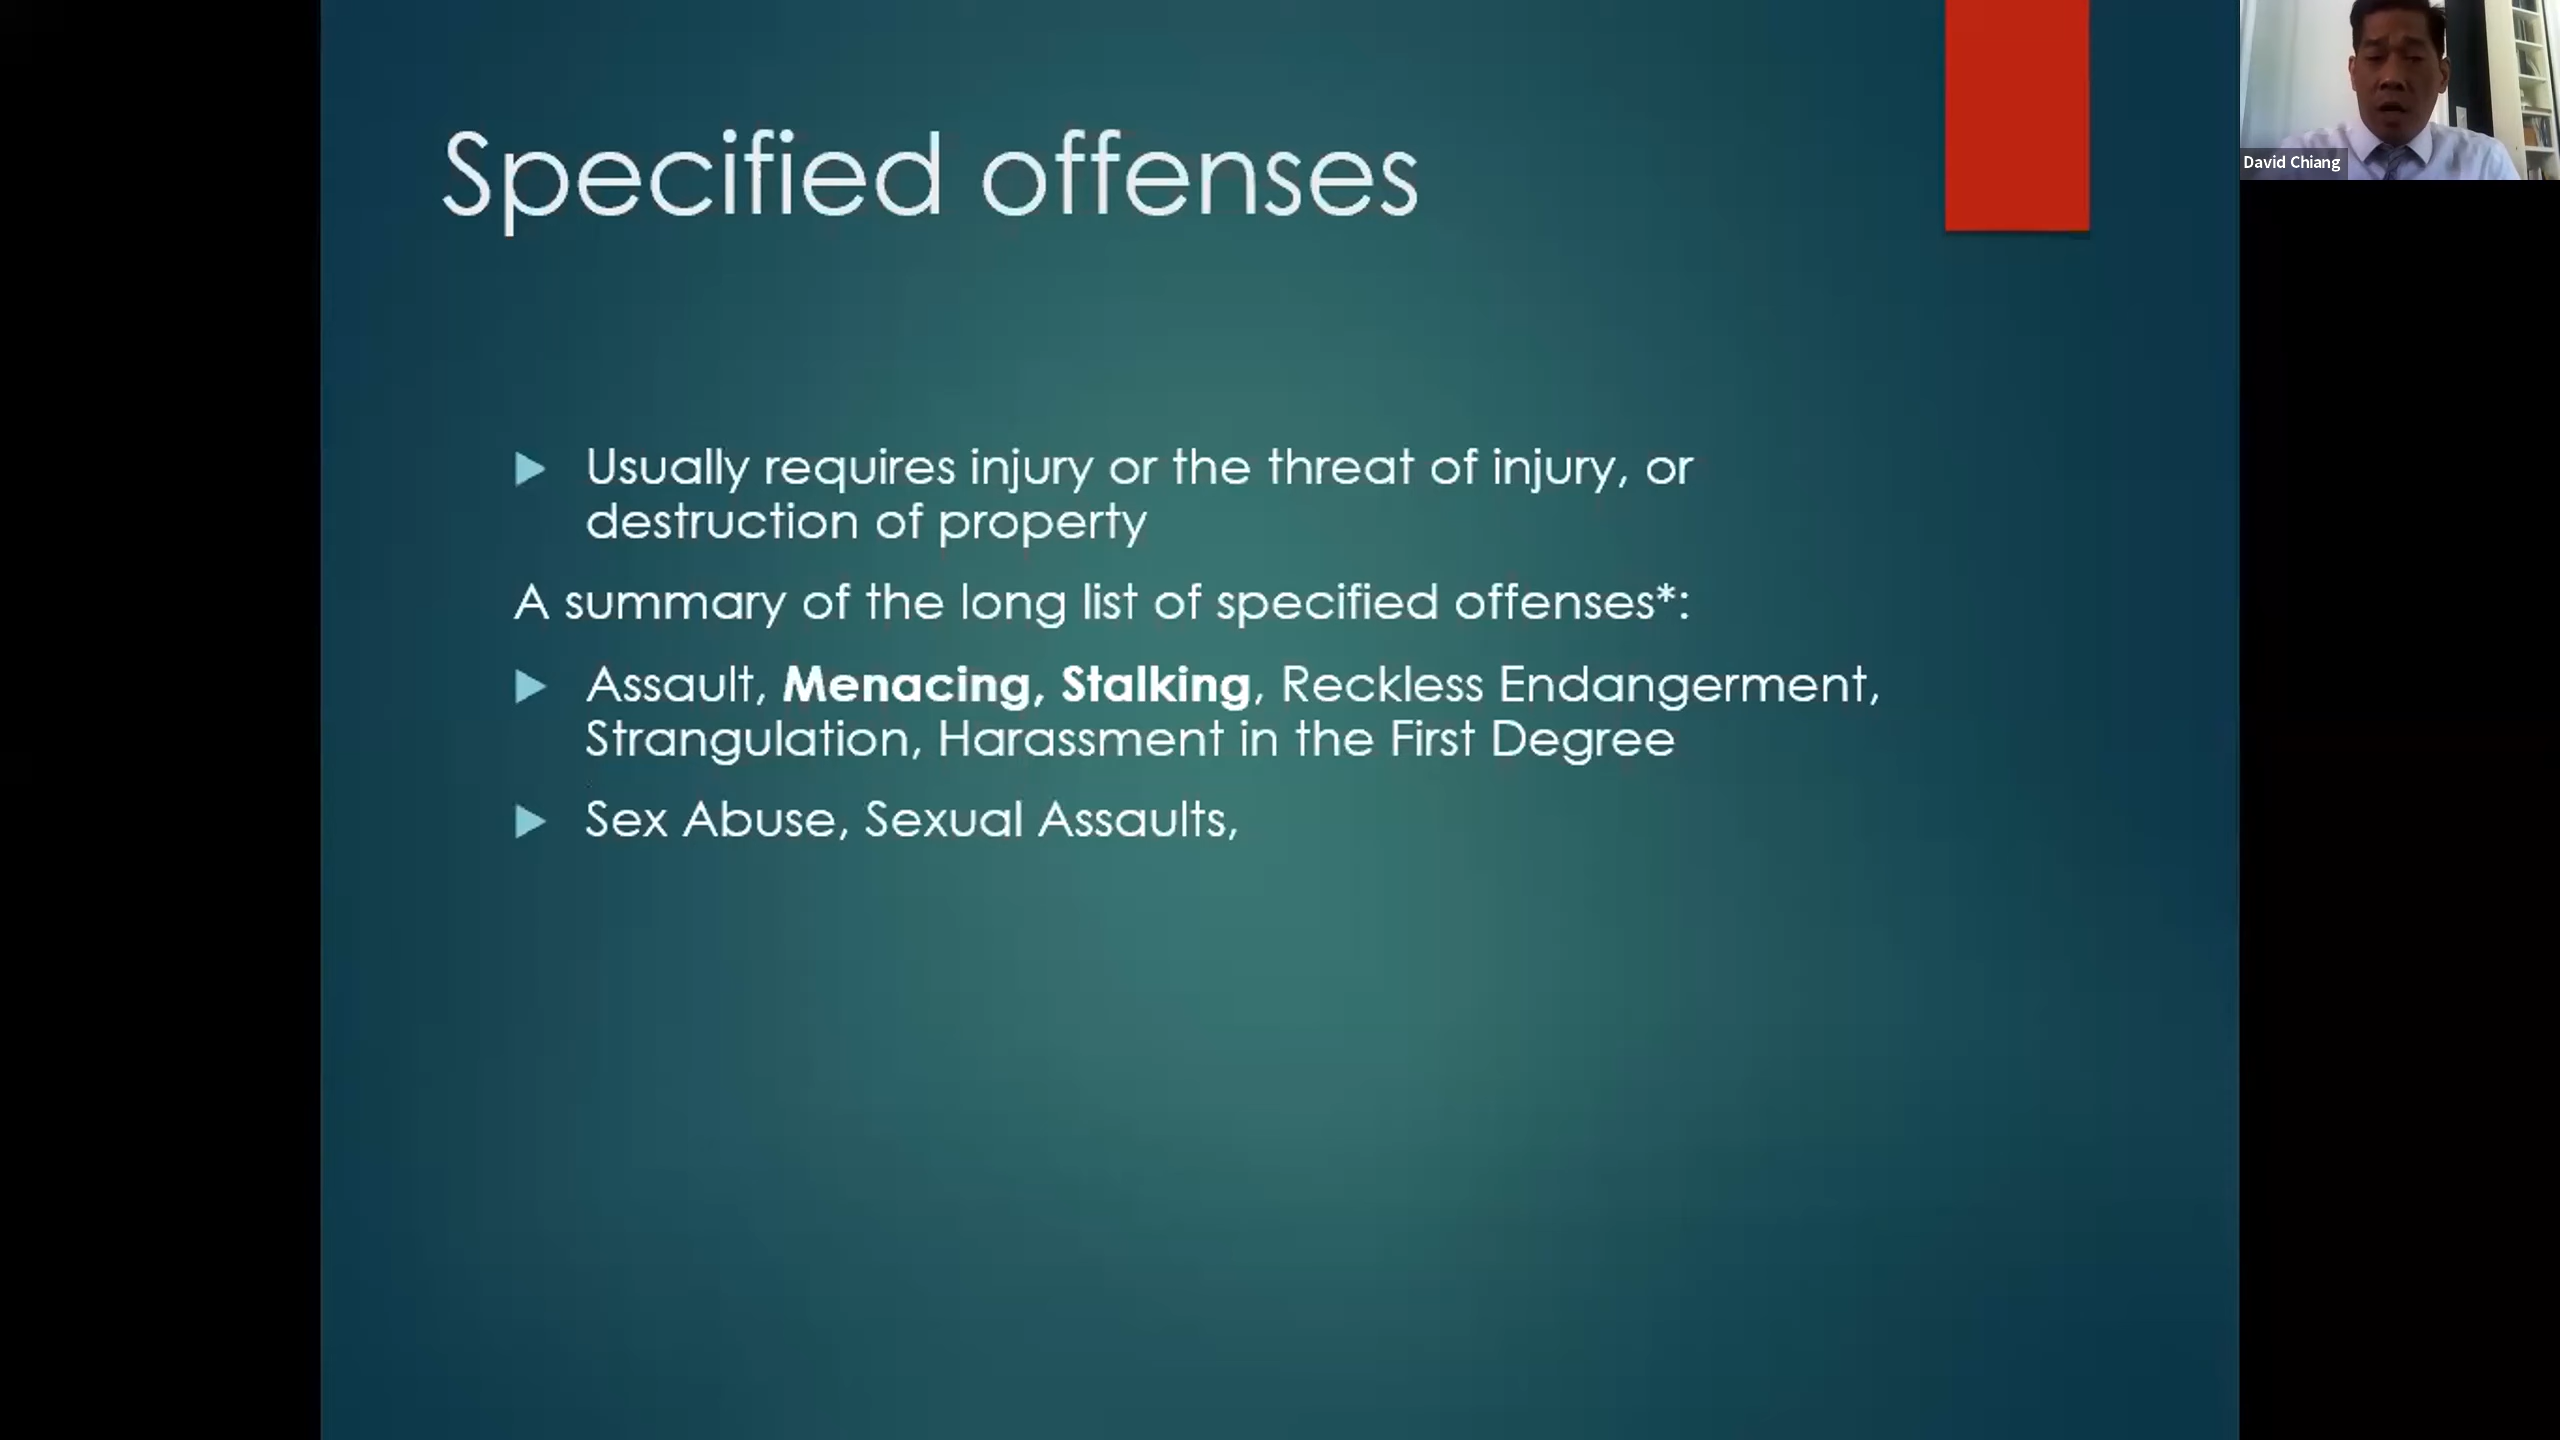 Specified offenses
Usually requires injury or the threat of injury, or
destruction of property
A summary of the long list of specified offenses*:
Assault, Menacing, Stalking, Reckless Endangerment,
Strangulation, Harassment in the First Degree
Sex Abuse, Sexual Assaults,
David Chiang